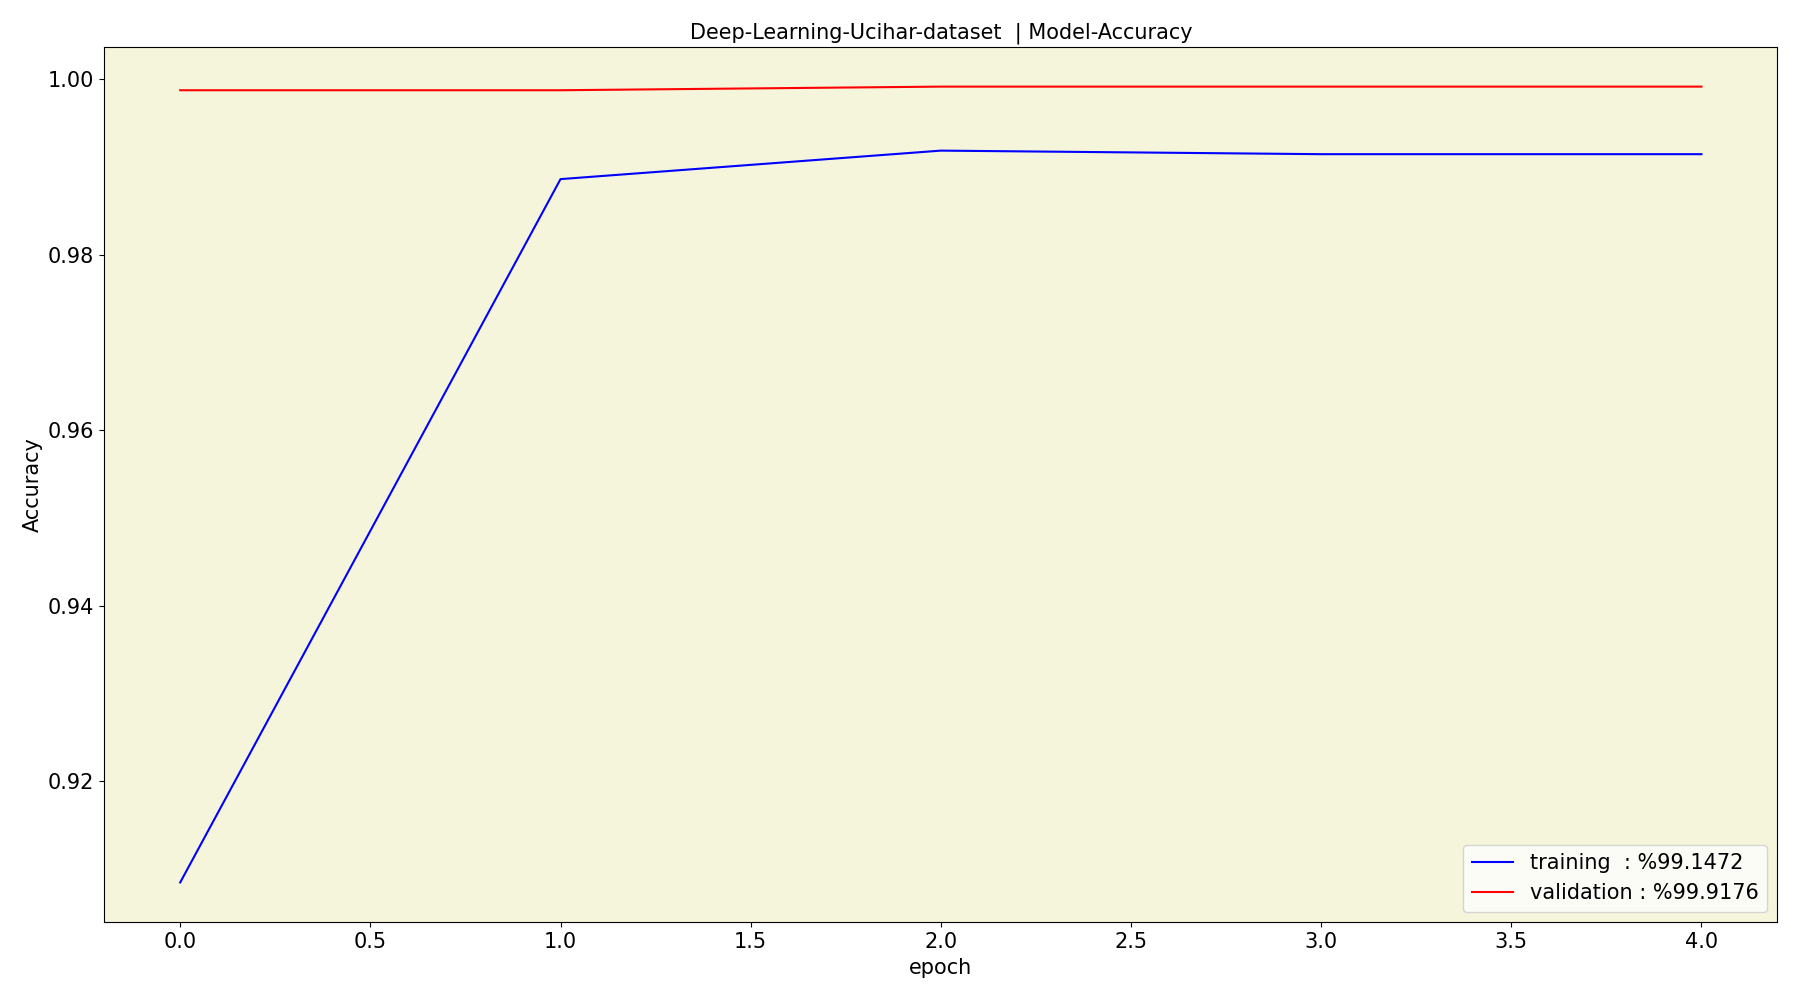 Deep-Learning-Ucihar-dataset | Model-Accuracy
1.00
0.98
0.96
0.94
0.92
Accuracy
training : %99.1472
validation : %99.9176
0.0 0.5 1.0 1.5 2.0 2.5 3.0 3.5 4.0
epoch